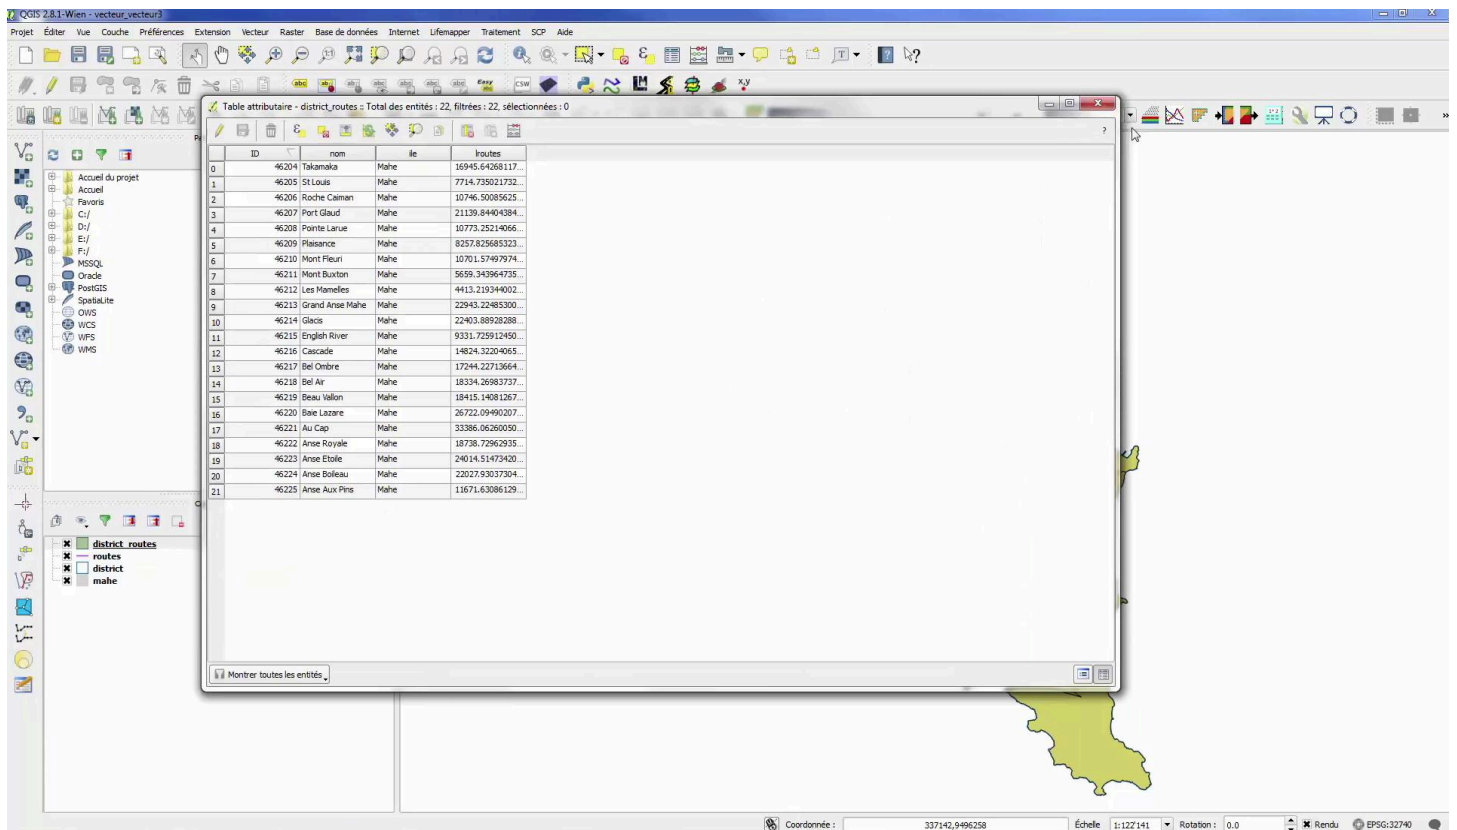 QGIS 2.8.1-Wien - vecteur_vecteur3
Projet Éditer Vue Couche Préférences Extension Vecteur Raster Base de données Internet Lifemapper Traitement SCP Aide
abc abc abc abc abc abc Easy CSW x,y
Table attributaire - district_routes :: Total des entités : 22, filtrées : 22, sélectionnées : 0
?
ID nom ile lroutes
0 46204 Takamaka Mahe 16945.64268117...
1 46205 St Louis Mahe 7714.735021732...
2 46206 Roche Caiman Mahe 10746.50085625...
3 46207 Port Glaud Mahe 21139.84404384...
4 46208 Pointe Larue Mahe 10773.25214066...
5 46209 Plaisance Mahe 8257.825685323...
6 46210 Mont Fleuri Mahe 10701.57497974...
7 46211 Mont Buxton Mahe 5659.343964735...
8 46212 Les Mamelles Mahe 4413.219344002...
9 46213 Grand Anse Mahe Mahe 22943.22485300...
10 46214 Glacis Mahe 22403.88928288...
11 46215 English River Mahe 9331.725912450...
12 46216 Cascade Mahe 14824.32204065...
13 46217 Bel Ombre Mahe 17244.22713664...
14 46218 Bel Air Mahe 18334.26983737...
15 46219 Beau Vallon Mahe 18415.14081267...
16 46220 Baie Lazare Mahe 26722.09490207...
17 46221 Au Cap Mahe 33386.06260050...
18 46222 Anse Royale Mahe 18738.72962935...
19 46223 Anse Etoile Mahe 24014.51473420...
20 46224 Anse Boileau Mahe 22027.93037304...
21 46225 Anse Aux Pins Mahe 11671.63086129...
Montrer toutes les entités
Accueil du projet
Accueil
Favoris
C:/
D:/
E:/
F:/
MSSQL
Oracle
PostGIS
SpatiaLite
OWS
WCS
WFS
WMS
district_routes
routes
district
mahe
Coordonnée : 337142,9496258 Échelle 1:122'141 Rotation : 0.0 Rendu EPSG:32740